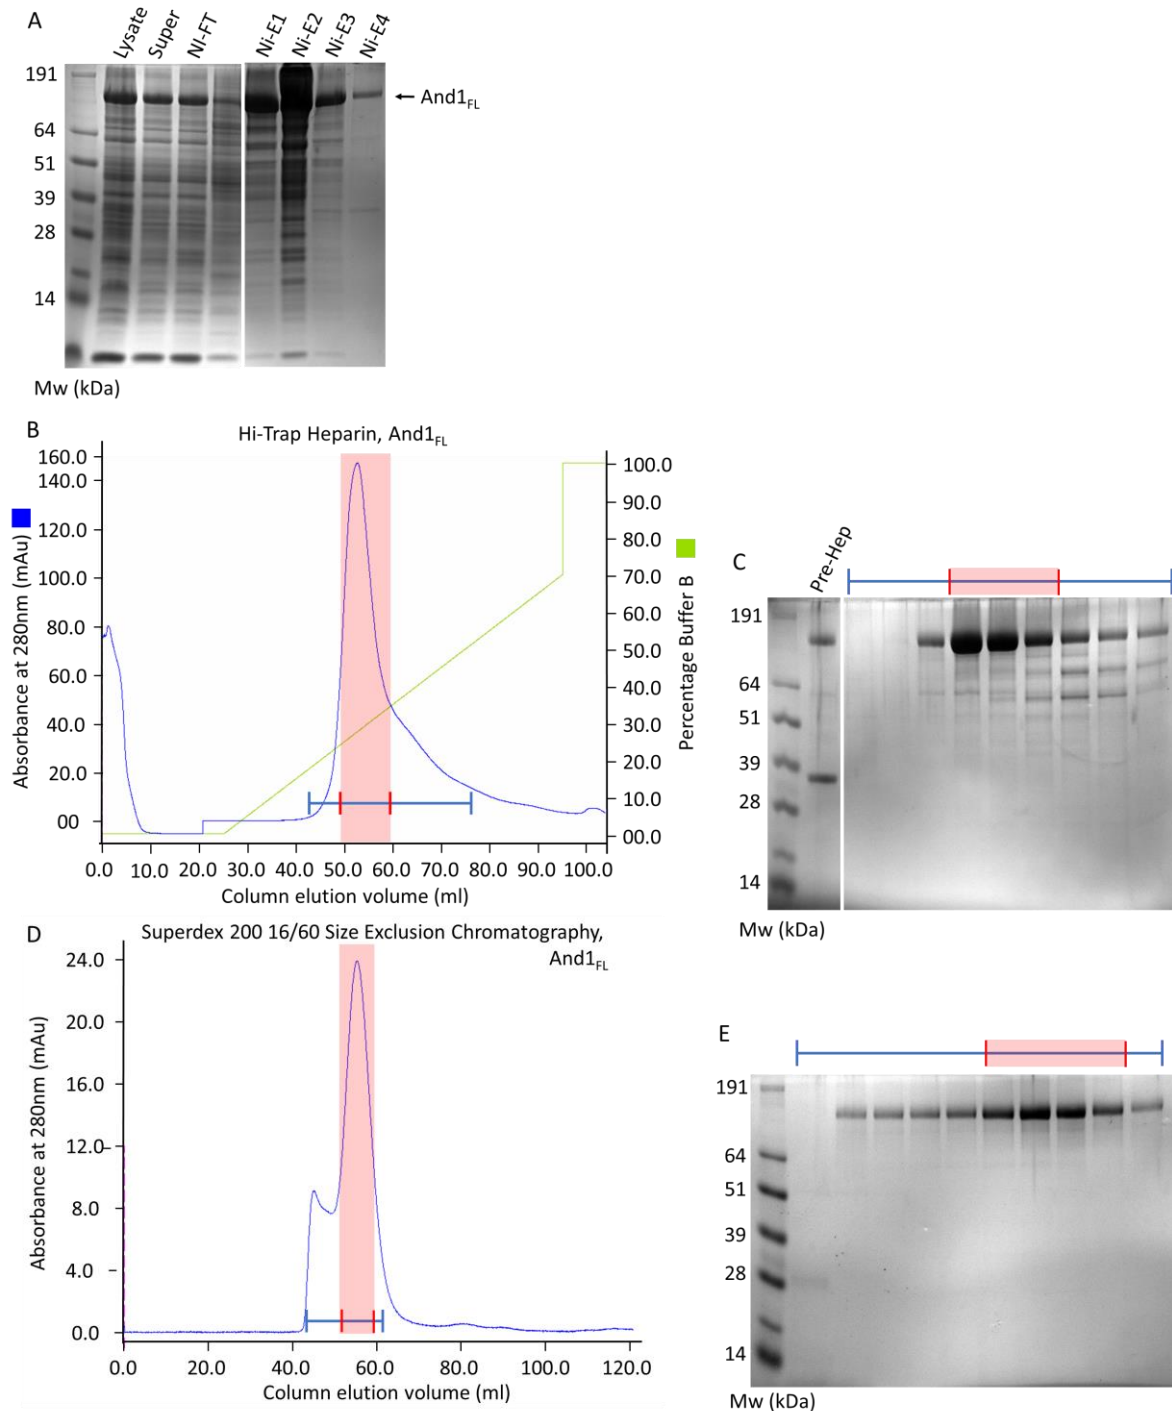 A
Lysate
Super
NI-FT
Ni-E1
Ni-E2
Ni-E3
Ni-E4
191
64
51
39
28
14
← And1FL
Mw (kDa)
B
Hi-Trap Heparin, And1FL
Absorbance at 280nm (mAu)
160.0
140.0
120.0
100.0
80.0
60.0
40.0
20.0
00
0.0 10.0 20.0 30.0 40.0 50.0 60.0 70.0 80.0 90.0 100.0
Column elution volume (ml)
100.0
90.0
80.0
70.0
60.0
50.0
40.0
30.0
20.0
10.0
00.0
Percentage Buffer B
C
Pre-Hep
191
64
51
39
28
14
Mw (kDa)
D
Superdex 200 16/60 Size Exclusion Chromatography,
And1FL
Absorbance at 280nm (mAu)
24.0
20.0
16.0
12.0
8.0
4.0
0.0
0.0 20.0 40.0 60.0 80.0 100.0 120.0
Column elution volume (ml)
E
191
64
51
39
28
14
Mw (kDa)